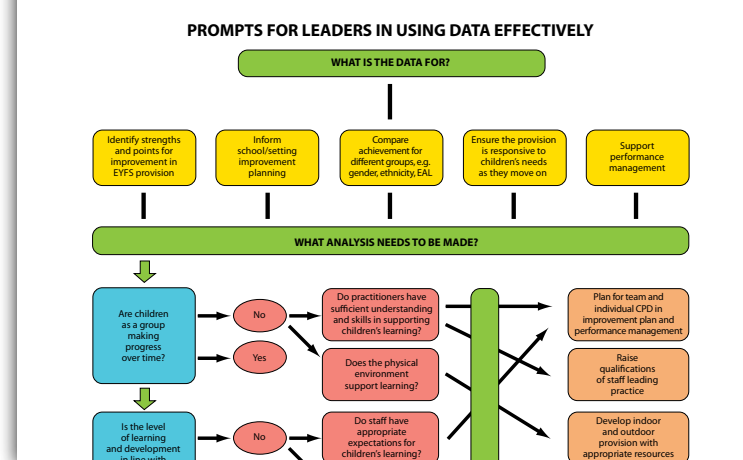 PROMPTS FOR LEADERS IN USING DATA EFFECTIVELY
WHAT IS THE DATA FOR?
Identify strengths
and points for
improvement in
EYFS provision
Inform
school/setting
improvement
planning
Compare
achievement for
different groups, e.g.
gender, ethnicity, EAL
Ensure the provision
is responsive to
children's needs
as they move on
Support
performance
management
WHAT ANALYSIS NEEDS TO BE MADE?
Are children
as a group
making
progress
over time?
No
Yes
Do practitioners have
sufficient understanding
and skills in supporting
children's learning?
Does the physical
environment
support learning?
Plan for team and
individual CPD in
improvement plan and
performance management
Raise
qualifications
of staff leading
practice
Is the level
of learning
and development
in line with
No
Do staff have
appropriate
expectations for
children's learning?
Develop indoor
and outdoor
provision with
appropriate resources